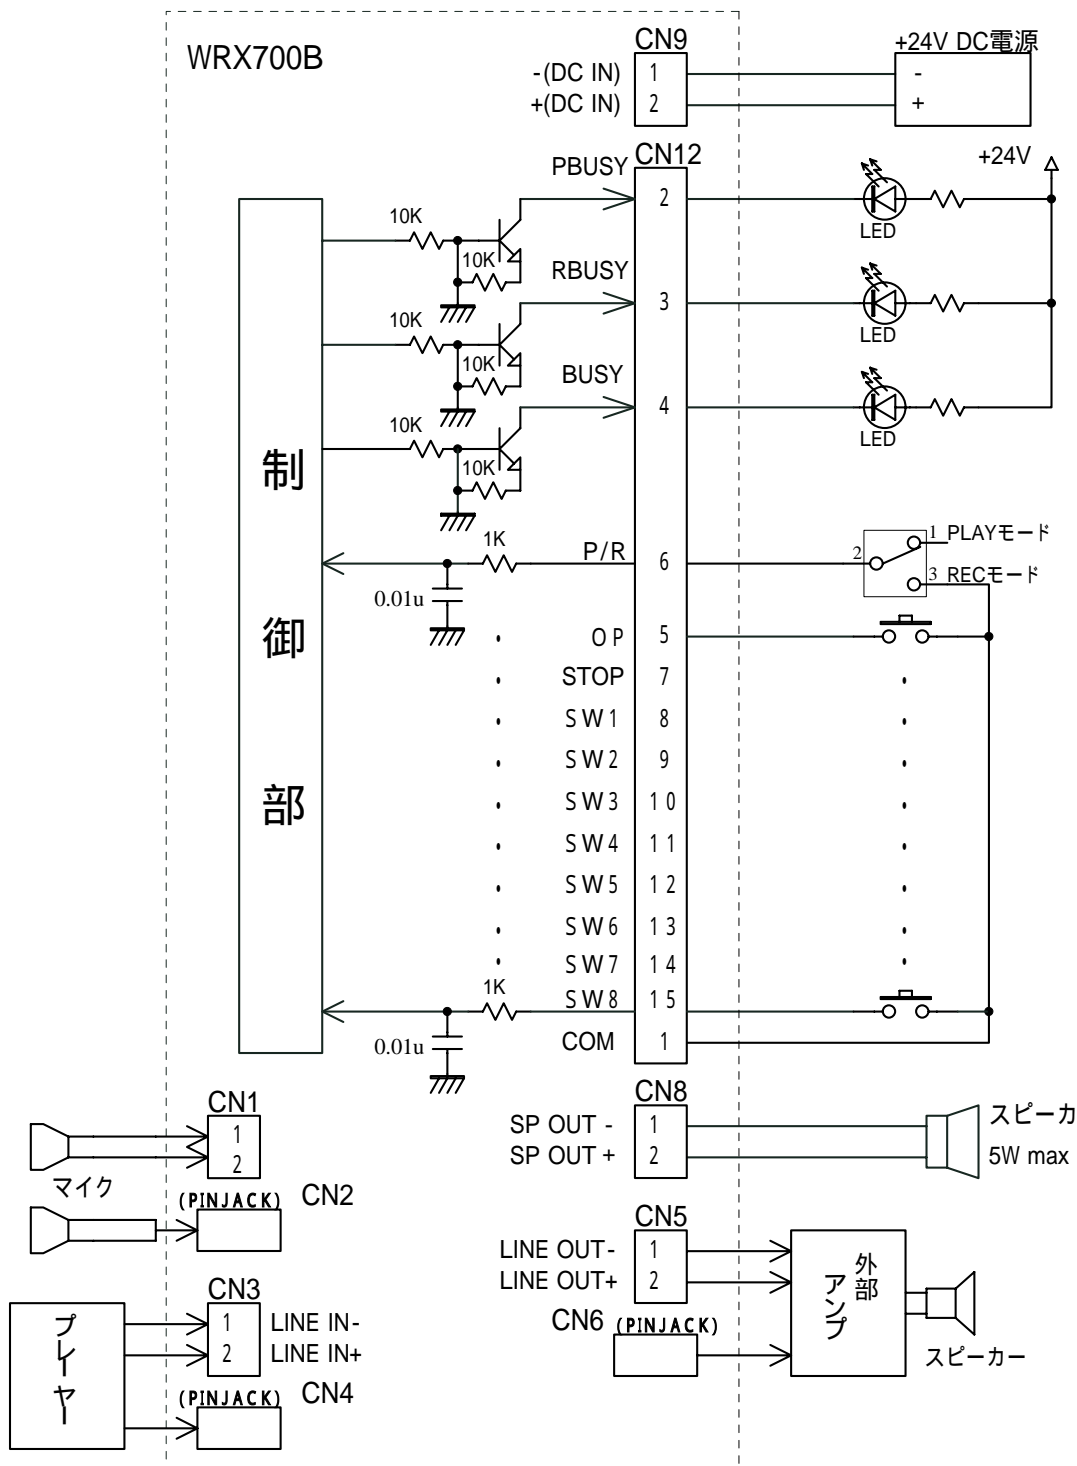 WRX700B
CN9
+24V DC電源
-(DC IN) 1 -
+(DC IN) 2 +
CN12
+24V
PBUSY 2
LED
10K
10K
RBUSY 3
LED
10K
10K
BUSY 4
LED
10K
10K
制御部
1K
P/R 6
2
1 PLAYモード
3 RECモード
0.01u
OP 5
STOP 7
SW1 8
SW2 9
SW3 10
SW4 11
SW5 12
SW6 13
SW7 14
1K
SW8 15
0.01u
COM 1
CN8
SP OUT - 1
SP OUT + 2
スピーカ
5W max
CN1
1
2
マイク
(PINJACK) CN2
CN5
LINE OUT- 1
LINE OUT+ 2
CN6 (PINJACK)
外部
アンプ
スピーカー
CN3
プレーヤー
1 LINE IN-
2 LINE IN+
(PINJACK) CN4